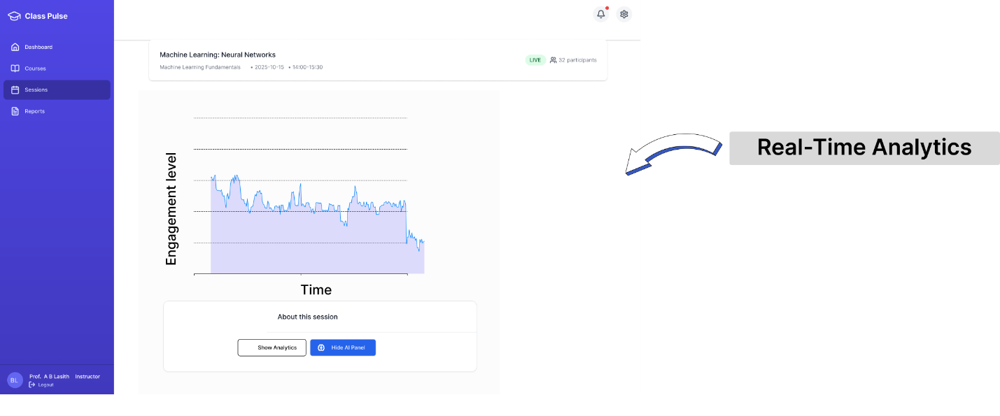 Class Pulse
Dashboard
Courses
Sessions
Reports
Machine Learning: Neural Networks
Machine Learning Fundamentals • 2025-10-15 • 14:00-15:30
LIVE 32 participants
Real-Time Analytics
Engagement level
Time
About this session
Show Analytics Hide AI Panel
BL Prof. A B Lasith Instructor
Logout